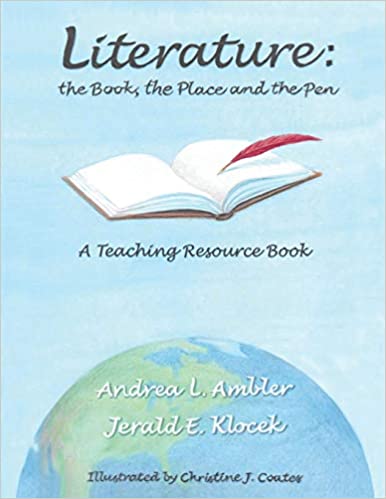 Literature:
the Book, the Place and the Pen
A Teaching Resource Book
Andrea L. Ambler
Jerald E. Klocek
Illustrated by Christine J. Coates